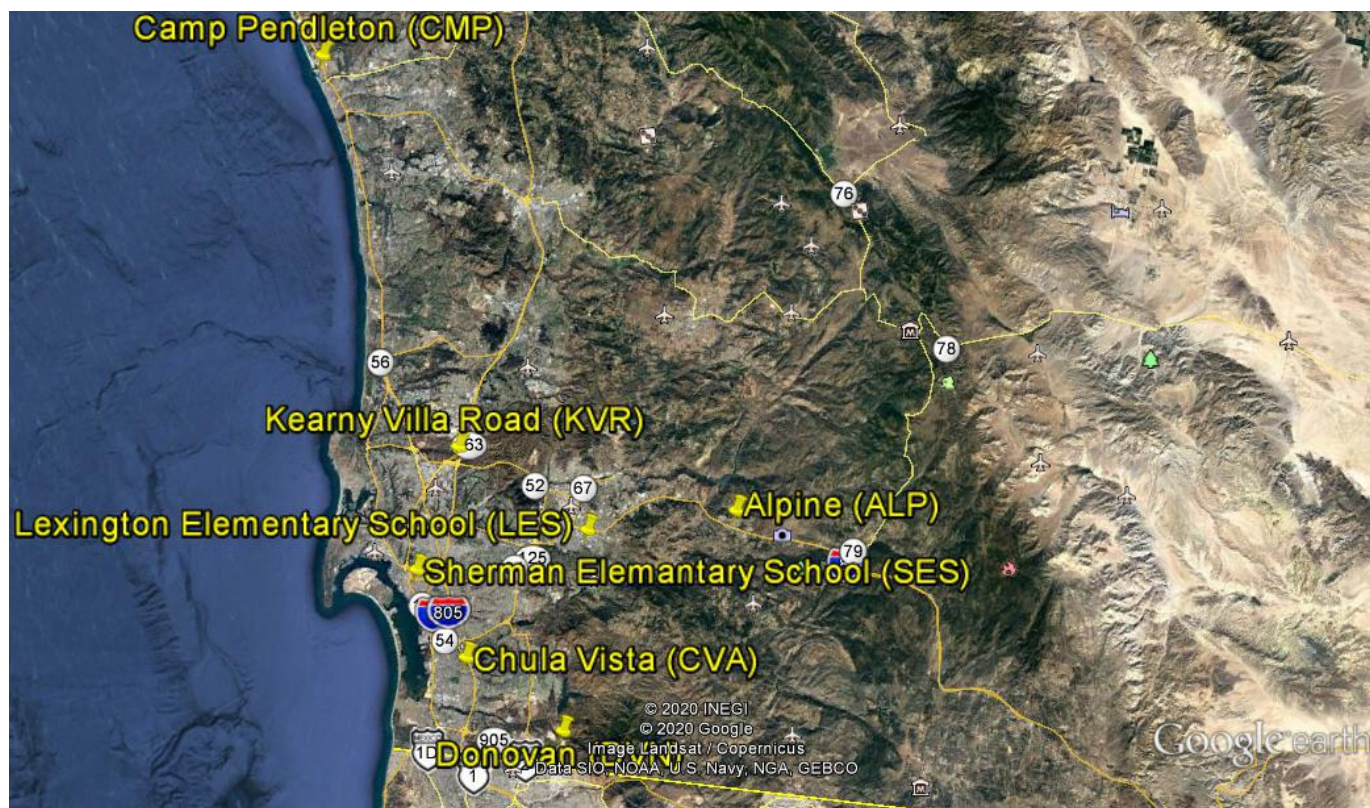 Camp Pendleton (CMP)
76
56
78
Kearny Villa Road (KVR)
63
52
67
Alpine (ALP)
Lexington Elementary School (LES)
125
79
Sherman Elemantary School (SES)
805
54
Chula Vista (CVA)
© 2020 INEGI
© 2020 Google
905
Donovan
Image Landsat / Copernicus
1D
1
Data SIO, NOAA, U.S. Navy, NGA, GEBCO
Google earth